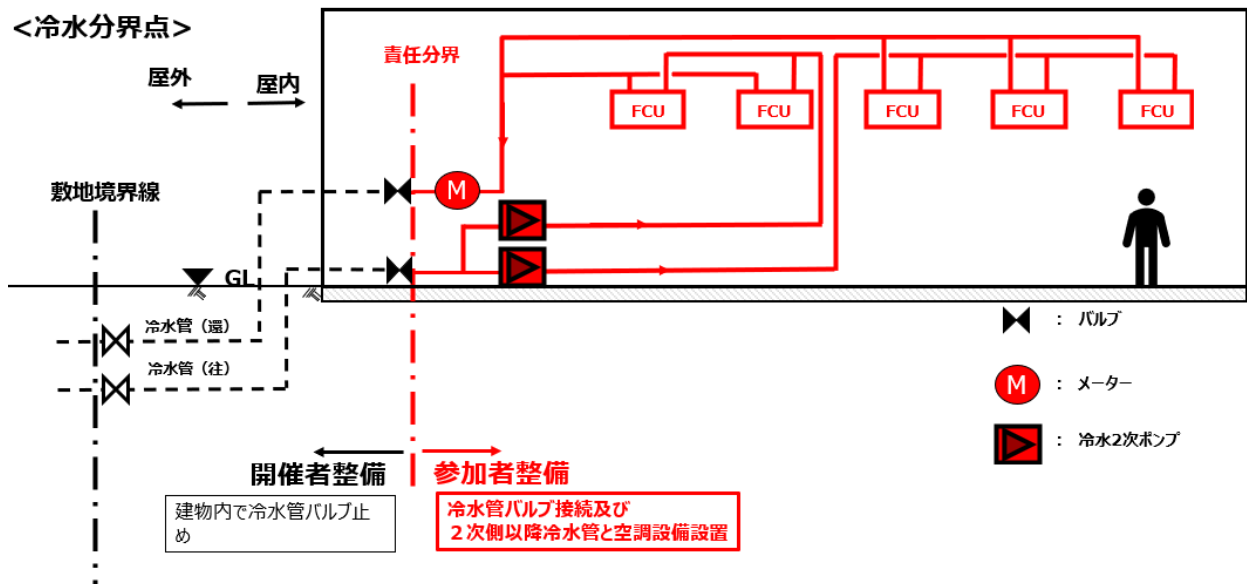 <冷水分界点>
責任分界
屋外
屋内
FCU
FCU
FCU
FCU
FCU
敷地境界線
M
GL
冷水管（還）
冷水管（往）
： バルブ
M ： メーター
： 冷水2次ポンプ
開催者整備
参加者整備
建物内で冷水管バルブ止
め
冷水管バルブ接続及び
２次側以降冷水管と空調設備設置